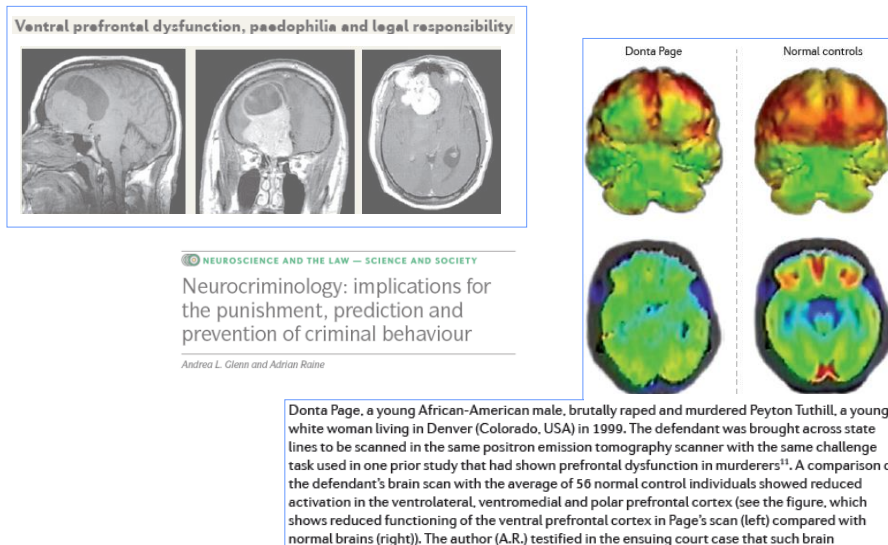 Ventral prefrontal dysfunction, paedophilia and legal responsibility
Donta Page
Normal controls
NEUROSCIENCE AND THE LAW — SCIENCE AND SOCIETY
Neurocriminology: implications for
the punishment, prediction and
prevention of criminal behaviour
Andrea L. Glenn and Adrian Raine
Donta Page, a young African-American male, brutally raped and murdered Peyton Tuthill, a young
white woman living in Denver (Colorado, USA) in 1999. The defendant was brought across state
lines to be scanned in the same positron emission tomography scanner with the same challenge
task used in one prior study that had shown prefrontal dysfunction in murderers¹¹. A comparison
the defendant's brain scan with the average of 56 normal control individuals showed reduced
activation in the ventrolateral, ventromedial and polar prefrontal cortex (see the figure, which
shows reduced functioning of the ventral prefrontal cortex in Page's scan (left) compared with
normal brains (right)). The author (A.R.) testified in the ensuing court case that such brain